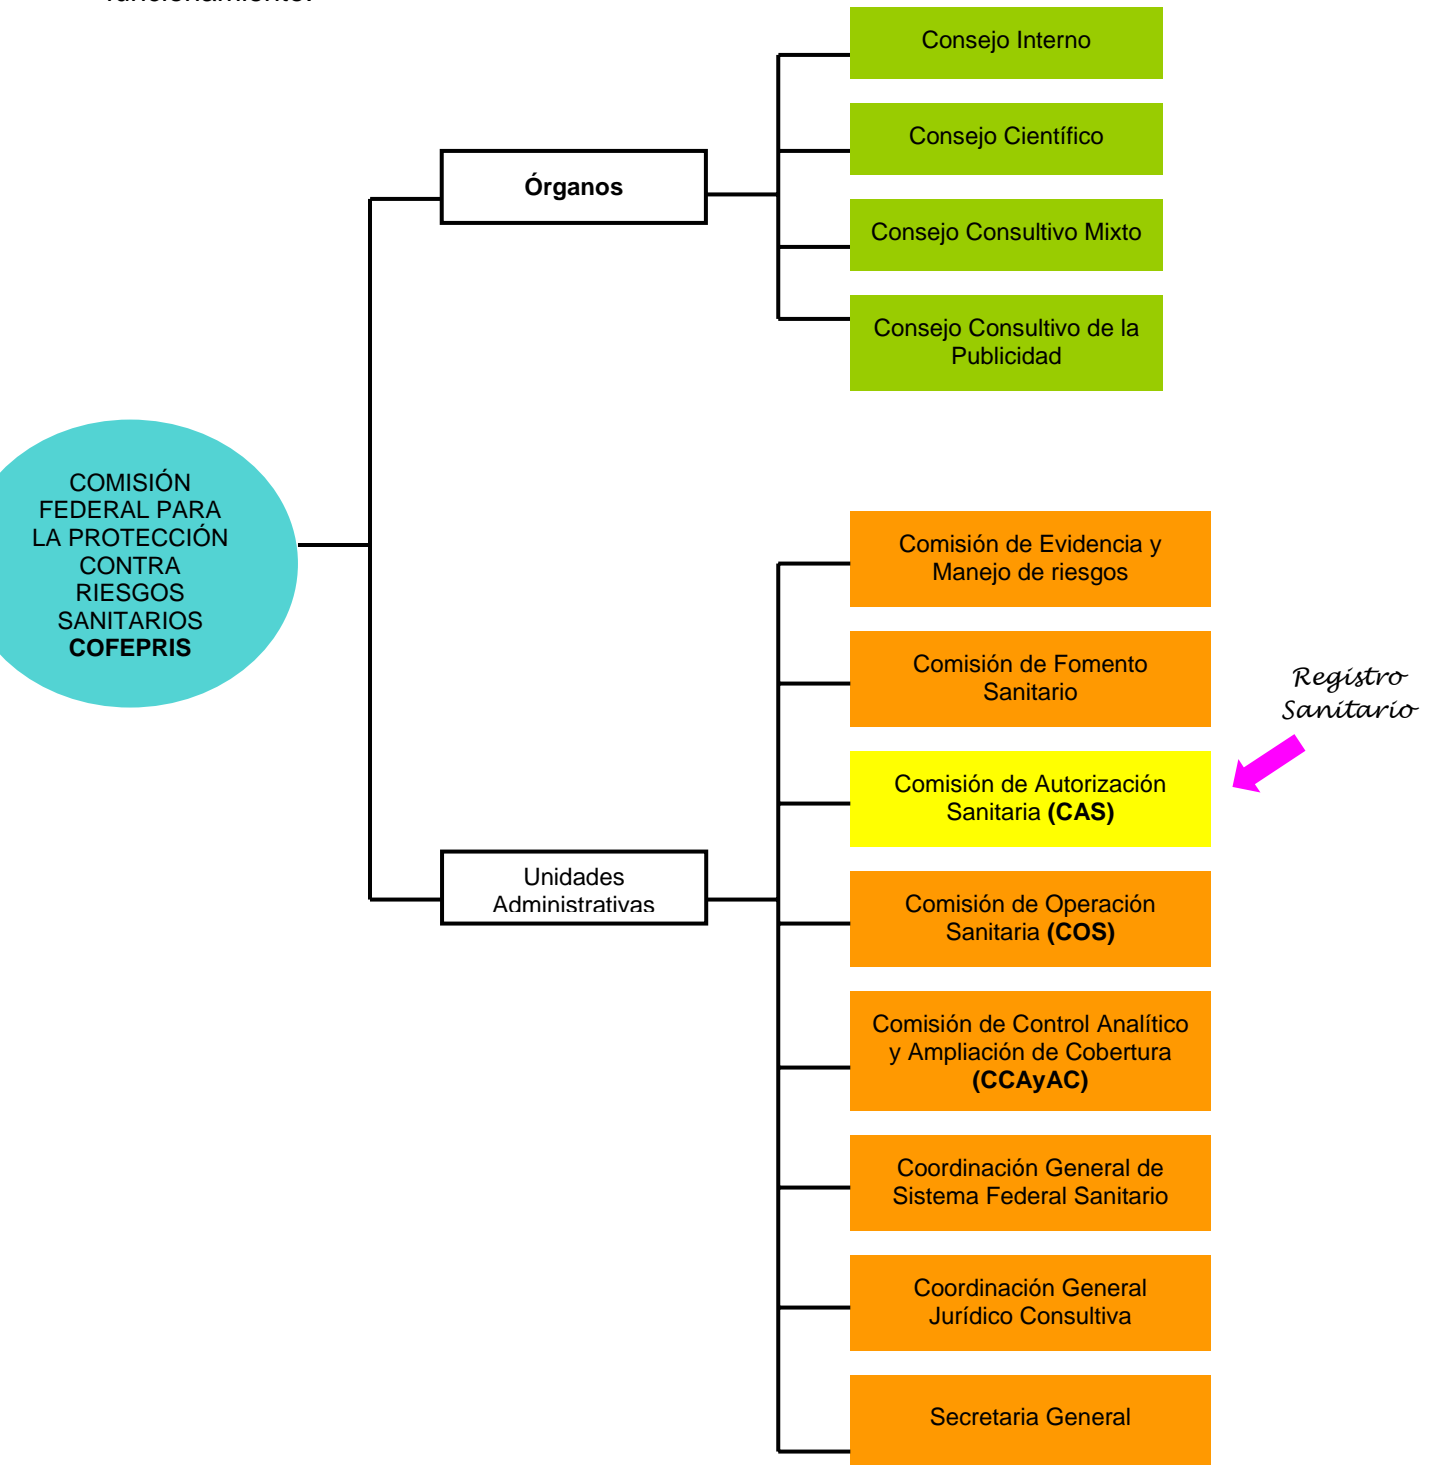 funcionamiento.
Consejo Interno
Consejo Científico
Órganos
Consejo Consultivo Mixto
Consejo Consultivo de la
Publicidad
COMISIÓN
FEDERAL PARA
LA PROTECCIÓN
CONTRA
RIESGOS
SANITARIOS
COFEPRIS
Comisión de Evidencia y
Manejo de riesgos
Comisión de Fomento
Sanitario
Registro
Sanitario
Comisión de Autorización
Sanitaria (CAS)
Unidades
Administrativas
Comisión de Operación
Sanitaria (COS)
Comisión de Control Analítico
y Ampliación de Cobertura
(CCAyAC)
Coordinación General de
Sistema Federal Sanitario
Coordinación General
Jurídico Consultiva
Secretaria General